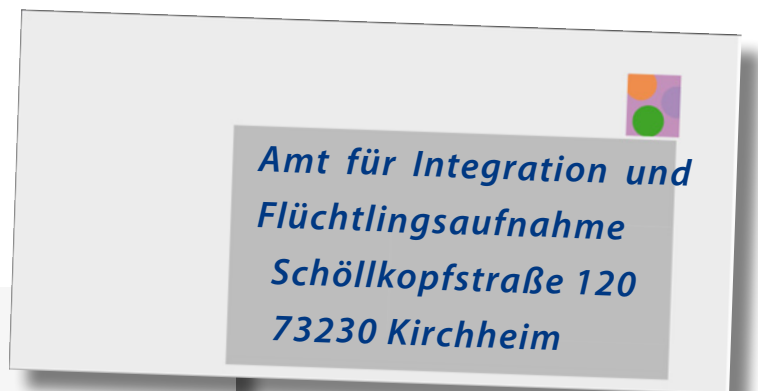 Amt für Integration und
Flüchtlingsaufnahme
Schöllkopfstraße 120
73230 Kirchheim